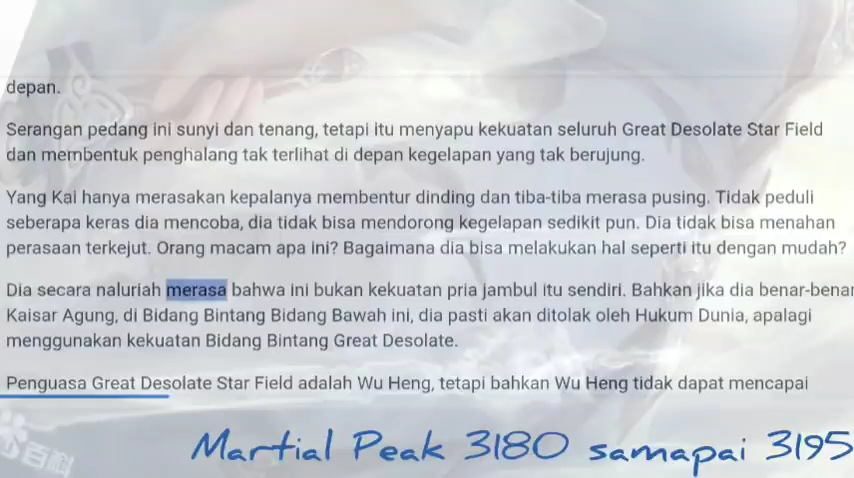 depan.
Serangan pedang ini sunyi dan tenang, tetapi itu menyapu kekuatan seluruh Great Desolate Star Field
dan membentuk penghalang tak terlihat di depan kegelapan yang tak berujung.
Yang Kai hanya merasakan kepalanya membentur dinding dan tiba-tiba merasa pusing. Tidak peduli
seberapa keras dia mencoba, dia tidak bisa mendorong kegelapan sedikit pun. Dia tidak bisa menahan
perasaan terkejut. Orang macam apa ini? Bagaimana dia bisa melakukan hal seperti itu dengan mudah?
Dia secara naluriah merasa bahwa ini bukan kekuatan pria jambul itu sendiri. Bahkan jika dia benar-benar
Kaisar Agung, di Bidang Bintang Bidang Bawah ini, dia pasti akan ditolak oleh Hukum Dunia, apalagi
menggunakan kekuatan Bidang Bintang Great Desolate.
Penguasa Great Desolate Star Field adalah Wu Heng, tetapi bahkan Wu Heng tidak dapat mencapai
Martial Peak 3180 samapai 3195
百科